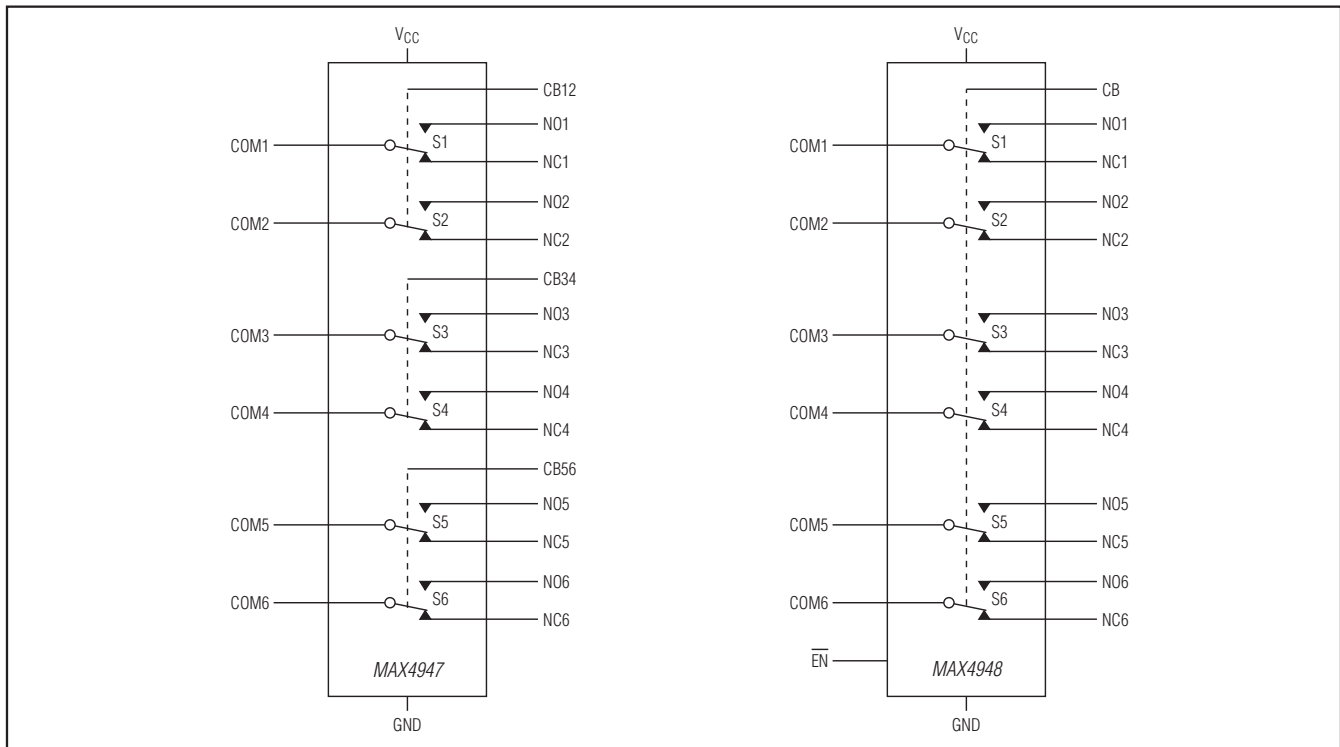 VCC
CB12
NO1
COM1
S1
NC1
NO2
COM2
S2
NC2
CB34
NO3
COM3
S3
NC3
NO4
COM4
S4
NC4
CB56
NO5
COM5
S5
NC5
NO6
COM6
S6
NC6
MAX4947
GND
VCC
CB
NO1
COM1
S1
NC1
NO2
COM2
S2
NC2
NO3
COM3
S3
NC3
NO4
COM4
S4
NC4
NO5
COM5
S5
NC5
NO6
COM6
S6
NC6
E̅N̅
MAX4948
GND